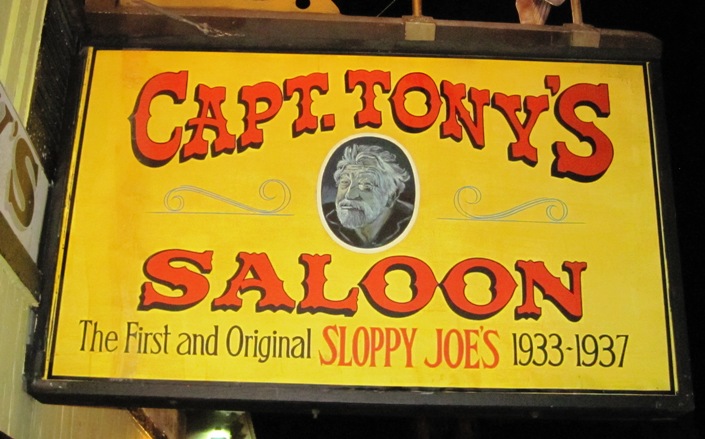 CAPT. TONY'S
SALOON
The First and Original SLOPPY JOE'S 1933-1937